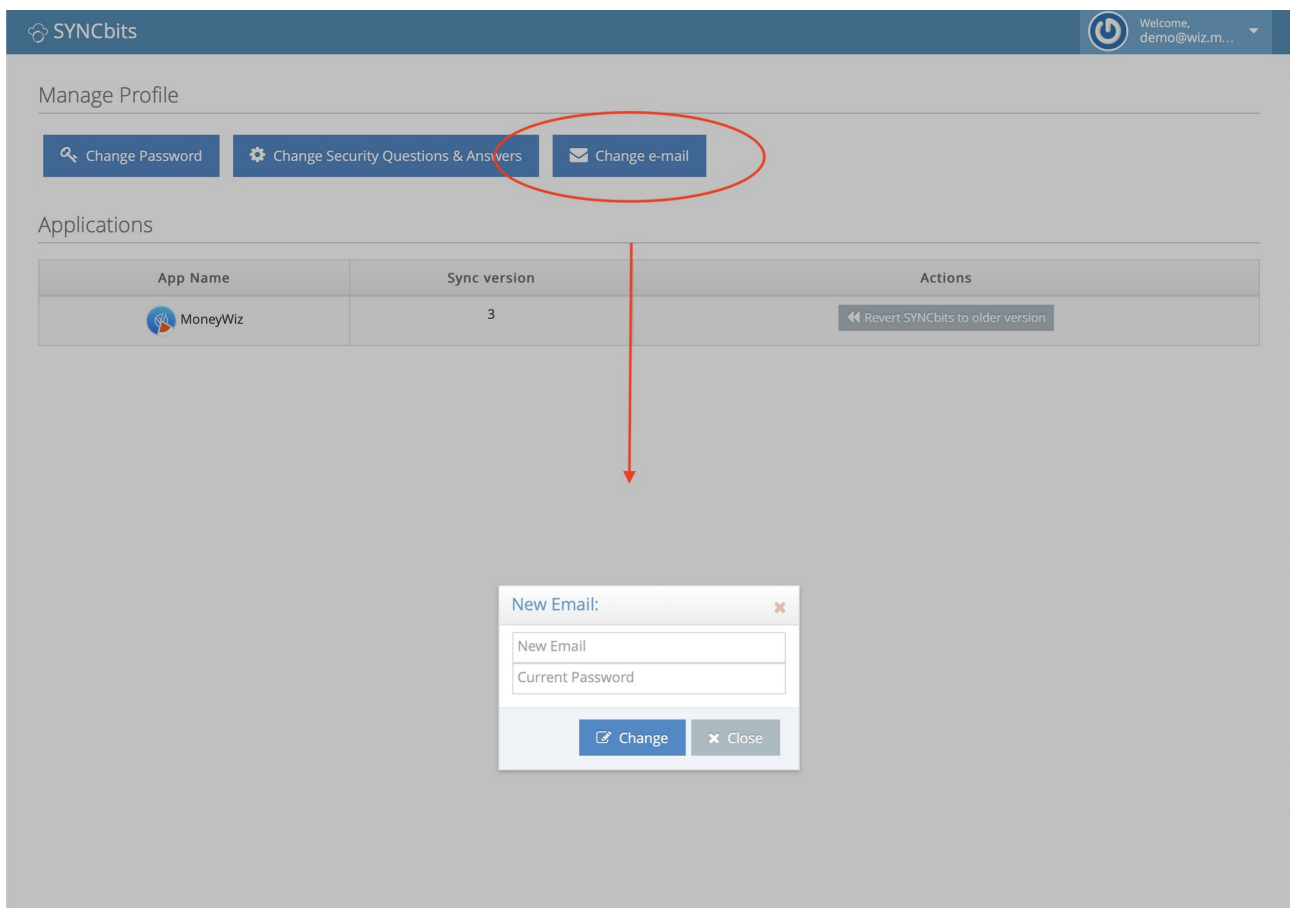 SYNCbits
Welcome,
demo@wiz.m...
Manage Profile
Change Password
Change Security Questions & Answers
Change e-mail
Applications
App Name
Sync version
Actions
MoneyWiz
3
Revert SYNCbits to older version
New Email:
New Email
Current Password
Change
Close